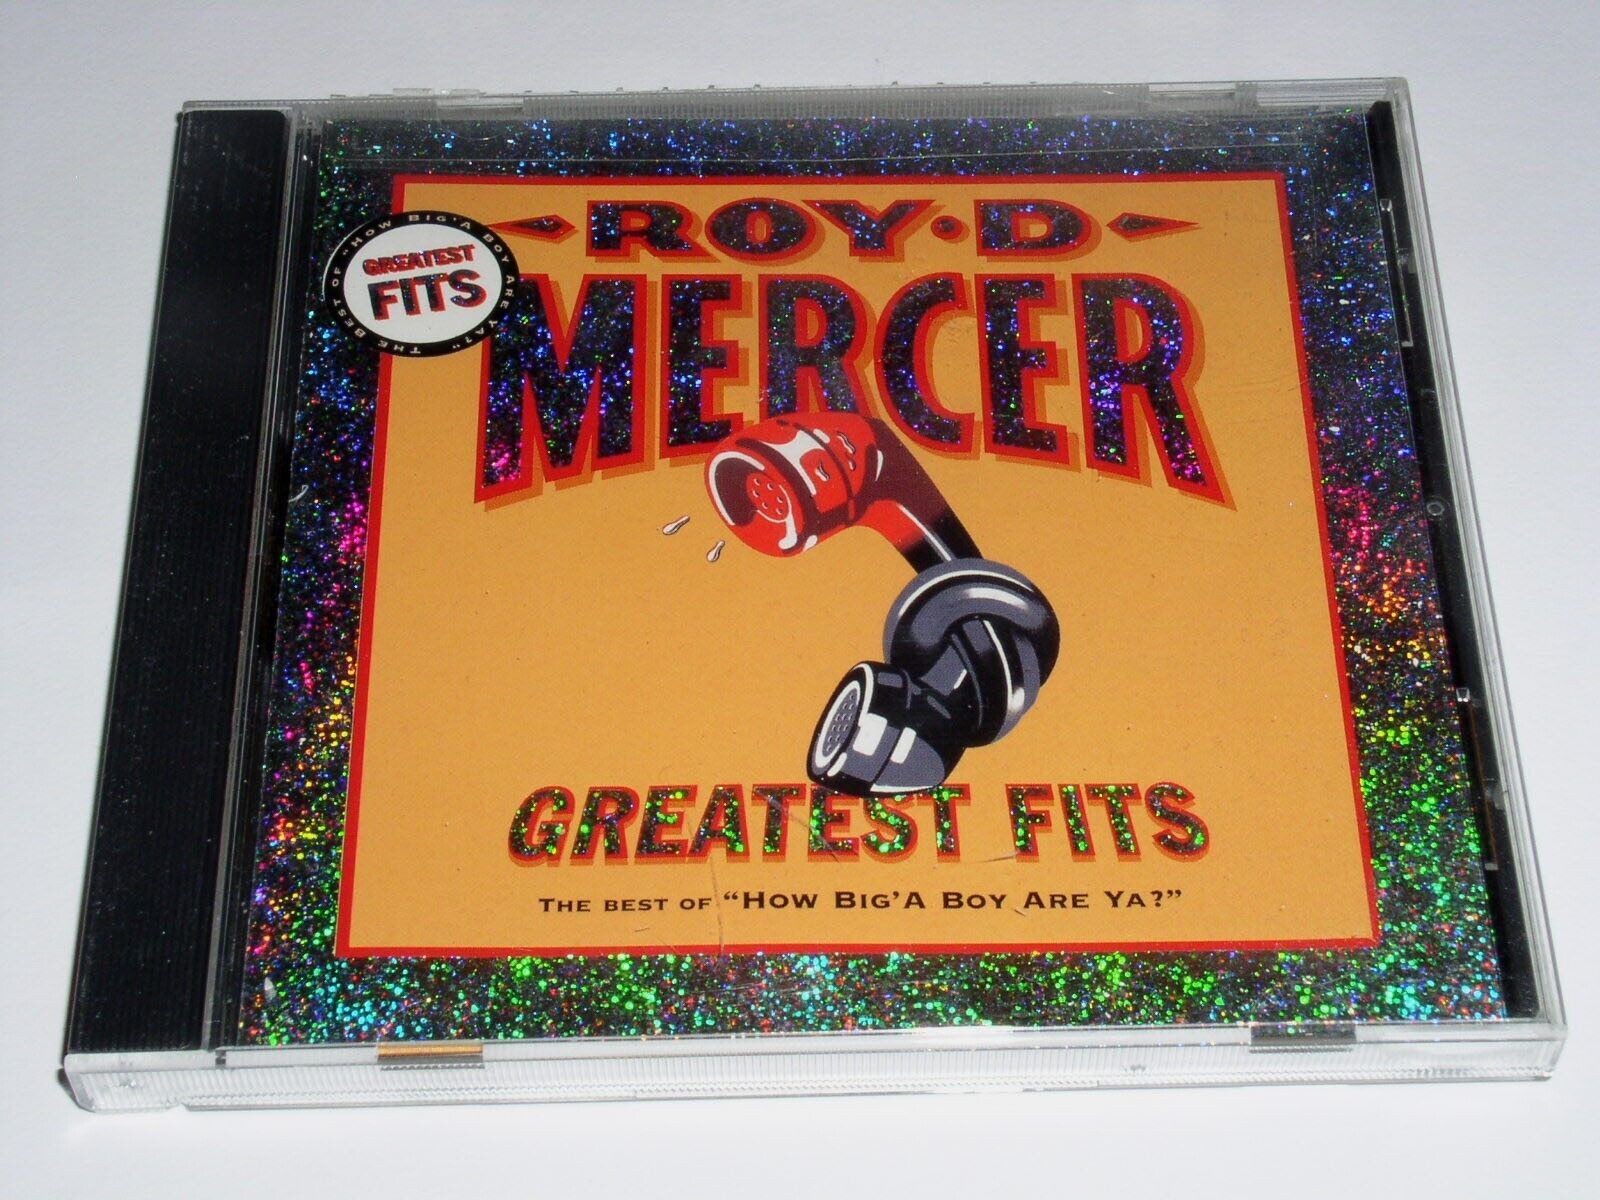 ROY·D
MERCER
GREATEST
FITS
THE BEST OF "HOW BIG'A BOY ARE YA?"
GREATEST FITS
THE BEST OF "HOW BIG'A BOY ARE YA?"